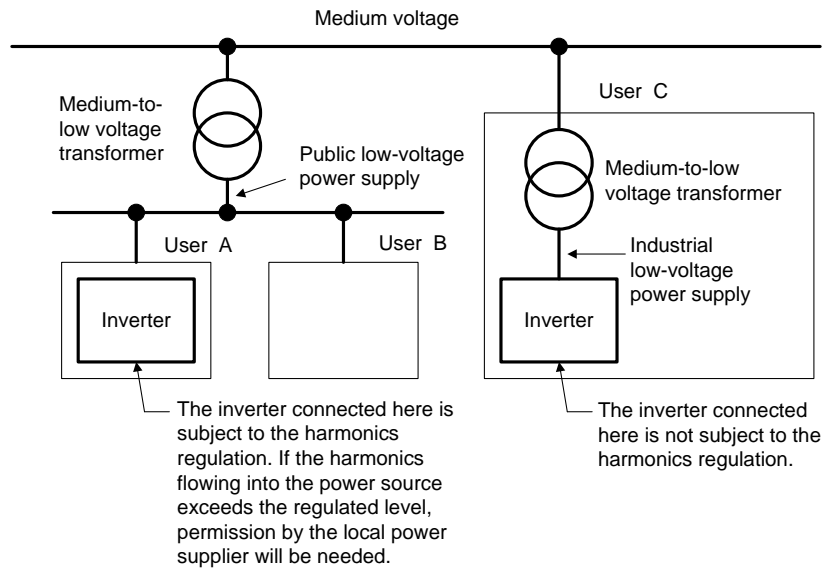 Medium voltage
User C
Medium-to-
low voltage
transformer
Public low-voltage
power supply
Medium-to-low
voltage transformer
User A
User B
Industrial
low-voltage
power supply
Inverter
Inverter
The inverter connected here is
subject to the harmonics
regulation. If the harmonics
flowing into the power source
exceeds the regulated level,
permission by the local power
supplier will be needed.
The inverter connected
here is not subject to the
harmonics regulation.